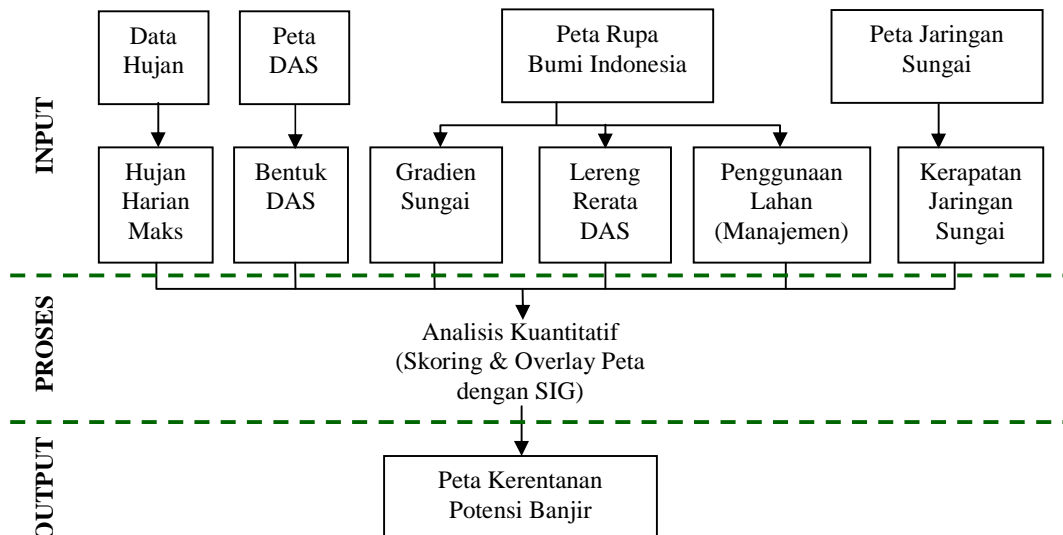 INPUT
Data
Hujan
Peta
DAS
Peta Rupa
Bumi Indonesia
Peta Jaringan
Sungai
Hujan
Harian
Maks
Bentuk
DAS
Gradien
Sungai
Lereng
Rerata
DAS
Penggunaan
Lahan
(Manajemen)
Kerapatan
Jaringan
Sungai
PROSES
Analisis Kuantitatif
(Skoring & Overlay Peta
dengan SIG)
OUTPUT
Peta Kerentanan
Potensi Banjir